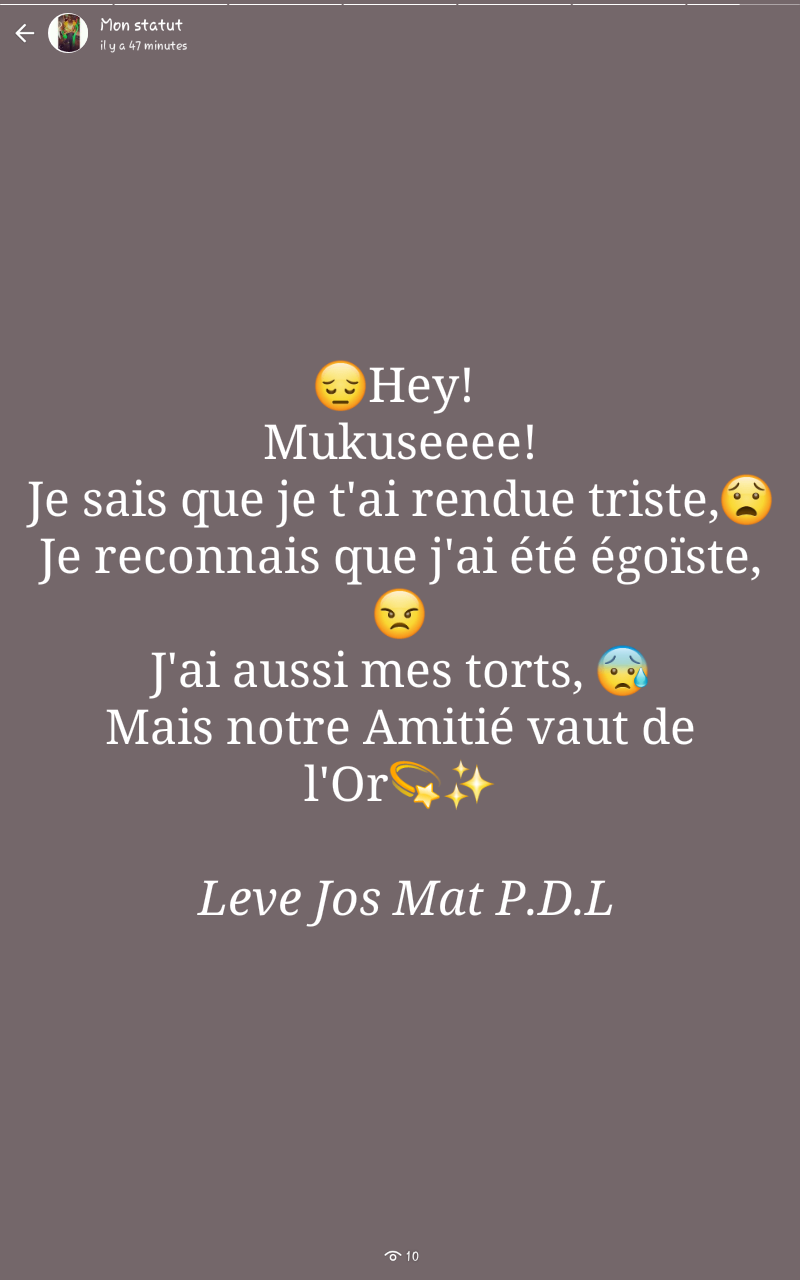 Mon statut
il y a 47 minutes
😔Hey!
Mukuseeee!
Je sais que je t'ai rendue triste,😟
Je reconnais que j'ai été égoïste,
😠
J'ai aussi mes torts, 😰
Mais notre Amitié vaut de
l'Or💫✨
Leve Jos Mat P.D.L
10